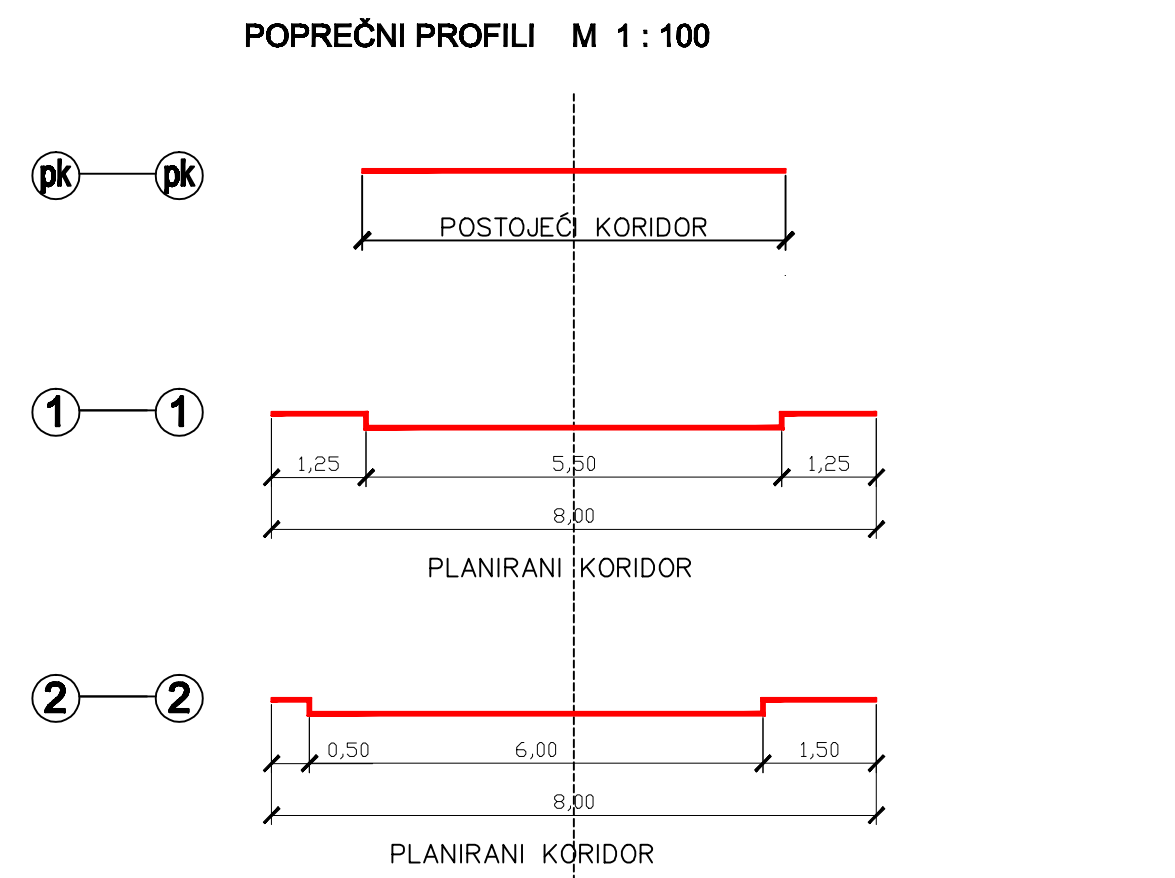 POPREČNI PROFILI M 1 : 100
pk pk
POSTOJEĆI KORIDOR
1 1
1,25 5,50 1,25
8,00
PLANIRANI KORIDOR
2 2
0,50 6,00 1,50
8,00
PLANIRANI KORIDOR